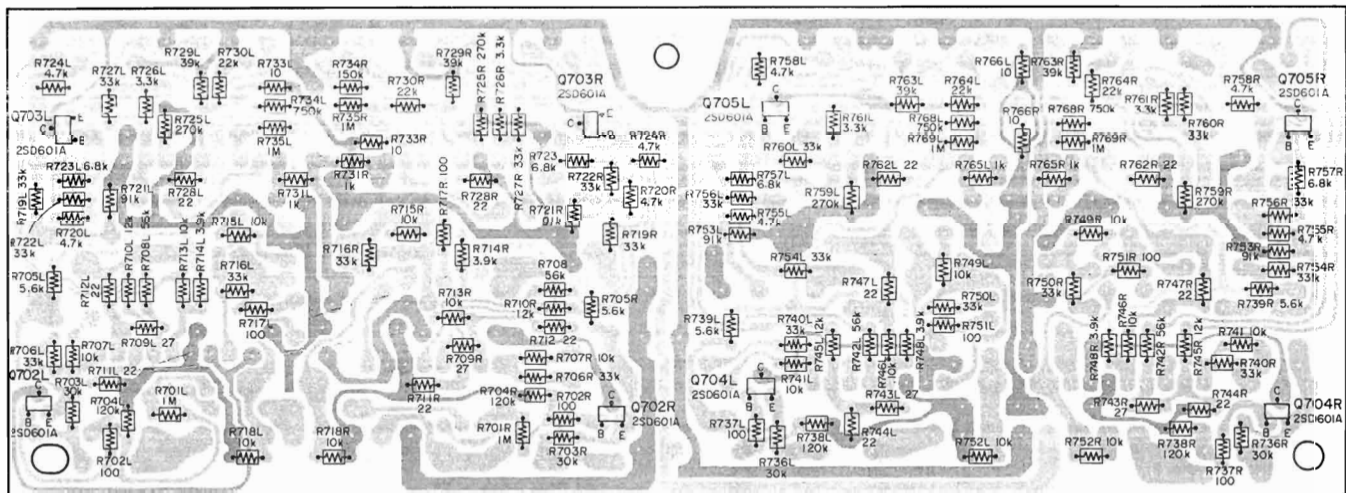 R724L
4.7k
R727L
33k
R726L
3.3k
R729L
39k
R730L
22k
R733L
10
R734R
150k
R730R
22k
R729R
39k
R725R 270k
R726R 3.3k
Q703R
2SD601A
R758L
4.7k
R763L
39k
R764L
22k
R766L
10
R763R
39k
R764R
22k
R758R
4.7k
Q705R
2SD601A
Q703L
2SD601A
C
E
B
R725L
270k
R734L
750k
R735L
1M
R735R
1M
R733R
10
R731R
1k
R727R 33k
C
E
B
R723
6.8k
R724R
4.7k
Q705L
2SD601A
C
B
E
R761L
3.3k
R768L
750k
R769L
1M
R766R
10
R768R
750k
R769R
1M
R761R
3.3k
R760R
33k
C
B
E
R760L 33k
R723L 6.8k
R719L 33k
R721L
91k
R728L
22
R731L
1k
R717R 100
R728R
22
R722R
33k
R720R
4.7k
R757L
6.8k
R756L
33k
R755L
4.7k
R753L
91k
R759L
270k
R762L 22
R765L 1k
R765R 1k
R762R 22
R759R
270k
R757R
6.8k
33k
R756R
R755R
4.7k
R753R
91k
R754R
33k
R739R 5.6k
R722L
33k
R720L
4.7k
R710L 12k
R708L 56k
R715L 10k
R713L 10k
R714L 3.9k
R715R
10k
R716R
33k
R714R
3.9k
R721R
R719R
33k
R749R 10k
R705L
5.6k
R712L
22
R716L
33k
R717L
100
R713R
10k
R708
56k
R710R
12k
R712 22
R705R
5.6k
R754L 33k
R747L
22
R749L
10k
R750L
33k
R751L
100
R751R 100
R750R
33k
R747R
22
R709L 27
R709R
27
R739L
5.6k
R740L
33k
R741L
10k
R745L 12k
R742L 56k
R748L 3.9k
R748R 3.9k
R746R
10k
R742R 56k
R745R 12k
R741 10k
R740R
33k
R706L
33k
R707L
10k
R711L 22
R707R 10k
R706R 33k
R704R
120k
Q702L
2SD601A
C
B
E
R703L
30k
R704L
120k
R701L
1M
R702L
100
R718L
10k
R718R
10k
R711R
22
R701R
1M
R702R
100
R703R
30k
Q702R
2SD601A
C
B
E
Q704L
2SD601A
C
B
E
R737L
100
R736L
30k
R738L
120k
R743L 27
R744L
22
R752L 10k
R752R 10k
R743R
27
R744R
22
R738R
120k
R737R
100
R736R
30k
Q704R
2SD601A
C
B
E